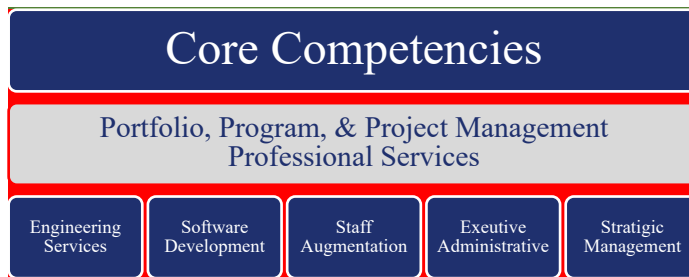 Core Competencies
Portfolio, Program, & Project Management
Professional Services
Engineering
Services
Software
Development
Staff
Augmentation
Exeutive
Administrative
Stratigic
Management